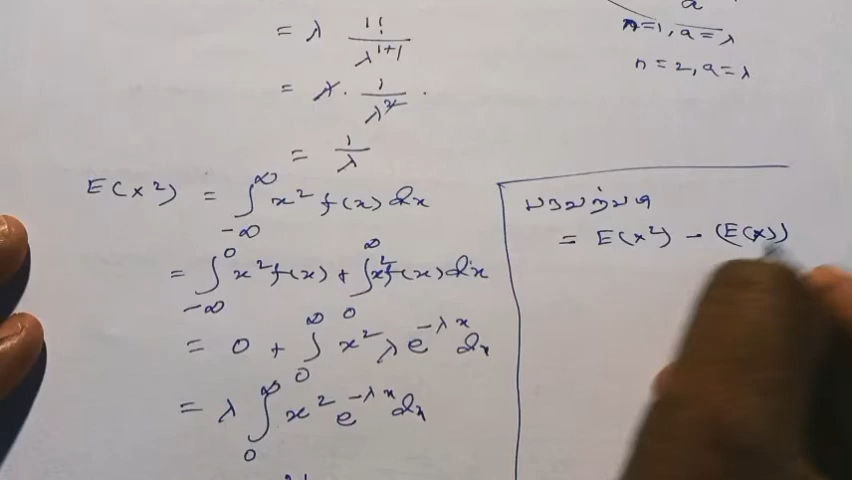 = λ 1! / λ^(1+1)
= λ · 1/λ^2 .
= 1/λ
E(x²) = ∫_{-∞}^{∞} x² f(x) dx
= ∫_{-∞}^{0} x² f(x) + ∫_{0}^{∞} x² f(x) dx
= 0 + ∫_{0}^{∞} x² λ e^{-λx} dx
= λ ∫_{0}^{∞} x² e^{-λx} dx
a
n=1, a=λ
n=2, a=λ
= E(x²) - (E(x))